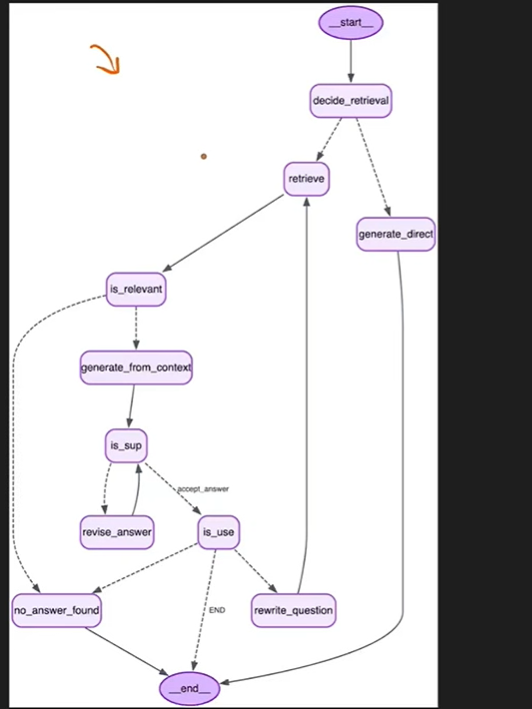 __start__
decide_retrieval
retrieve
generate_direct
is_relevant
generate_from_context
is_sup
accept_answer
revise_answer
is_use
no_answer_found
END
rewrite_question
__end__